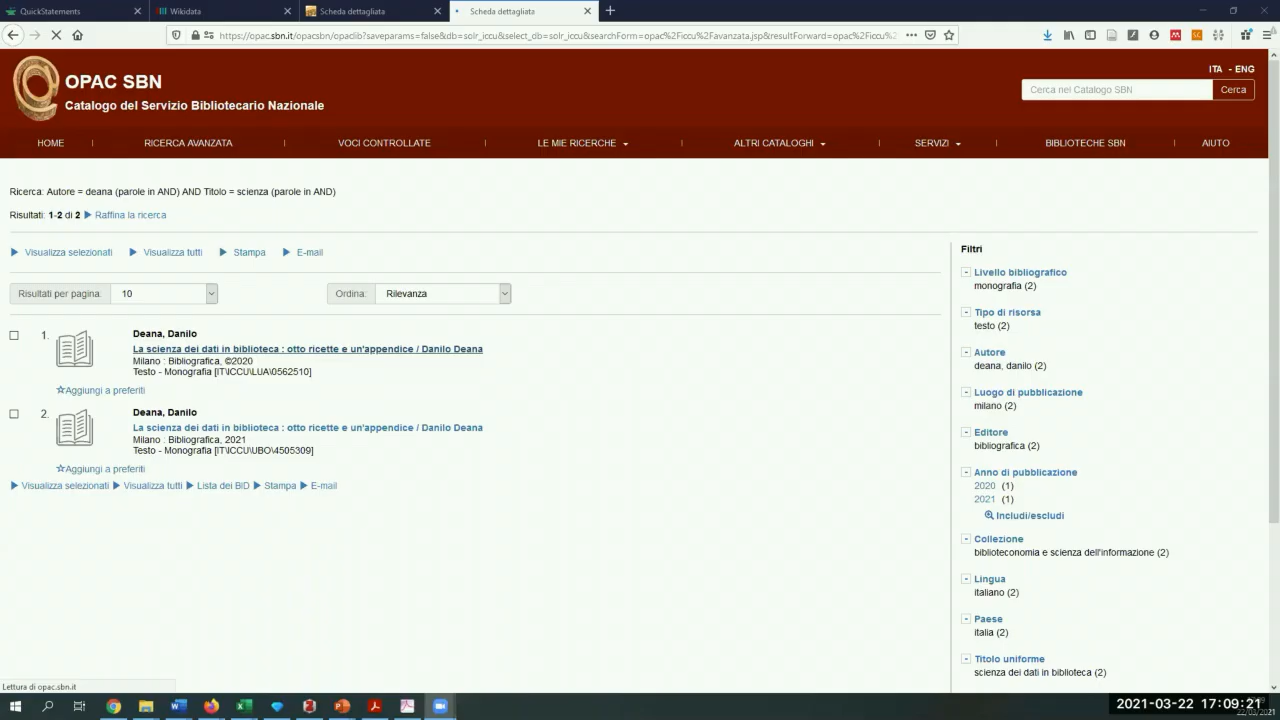 QuickStatements
Wikidata
Scheda dettagliata
Scheda dettagliata
https://opac.sbn.it/opacsbn/opaclib?saveparams=false&db=solr_iccu&select_db=solr_iccu&searchForm=opac%2Ficcu%2Favanzata.jsp&resultForward=opac%2Ficcu%2
OPAC SBN
Catalogo del Servizio Bibliotecario Nazionale
ITA - ENG
Cerca nel Catalogo SBN
Cerca
HOME
RICERCA AVANZATA
VOCI CONTROLLATE
LE MIE RICERCHE
ALTRI CATALOGHI
SERVIZI
BIBLIOTECHE SBN
AIUTO
Ricerca: Autore = deana (parole in AND) AND Titolo = scienza (parole in AND)
Risultati: 1-2 di 2 Raffina la ricerca
Visualizza selezionati Visualizza tutti Stampa E-mail
Risultati per pagina: 10
Ordina: Rilevanza
1.
Deana, Danilo
La scienza dei dati in biblioteca : otto ricette e un'appendice / Danilo Deana
Milano : Bibliografica, ©2020
Testo - Monografia [IT\ICCU\LUA\0562510]
Aggiungi a preferiti
2.
Deana, Danilo
La scienza dei dati in biblioteca : otto ricette e un'appendice / Danilo Deana
Milano : Bibliografica, 2021
Testo - Monografia [IT\ICCU\UBO\4505309]
Aggiungi a preferiti
Visualizza selezionati Visualizza tutti Lista dei BID Stampa E-mail
Filtri
Livello bibliografico
monografia (2)
Tipo di risorsa
testo (2)
Autore
deana, danilo (2)
Luogo di pubblicazione
milano (2)
Editore
bibliografica (2)
Anno di pubblicazione
2020 (1)
2021 (1)
Includi/escludi
Collezione
biblioteconomia e scienza dell'informazione (2)
Lingua
italiano (2)
Paese
italia (2)
Titolo uniforme
scienza dei dati in biblioteca (2)
Lettura di opac.sbn.it
2021-03-22 17:09:21
22/03/2021